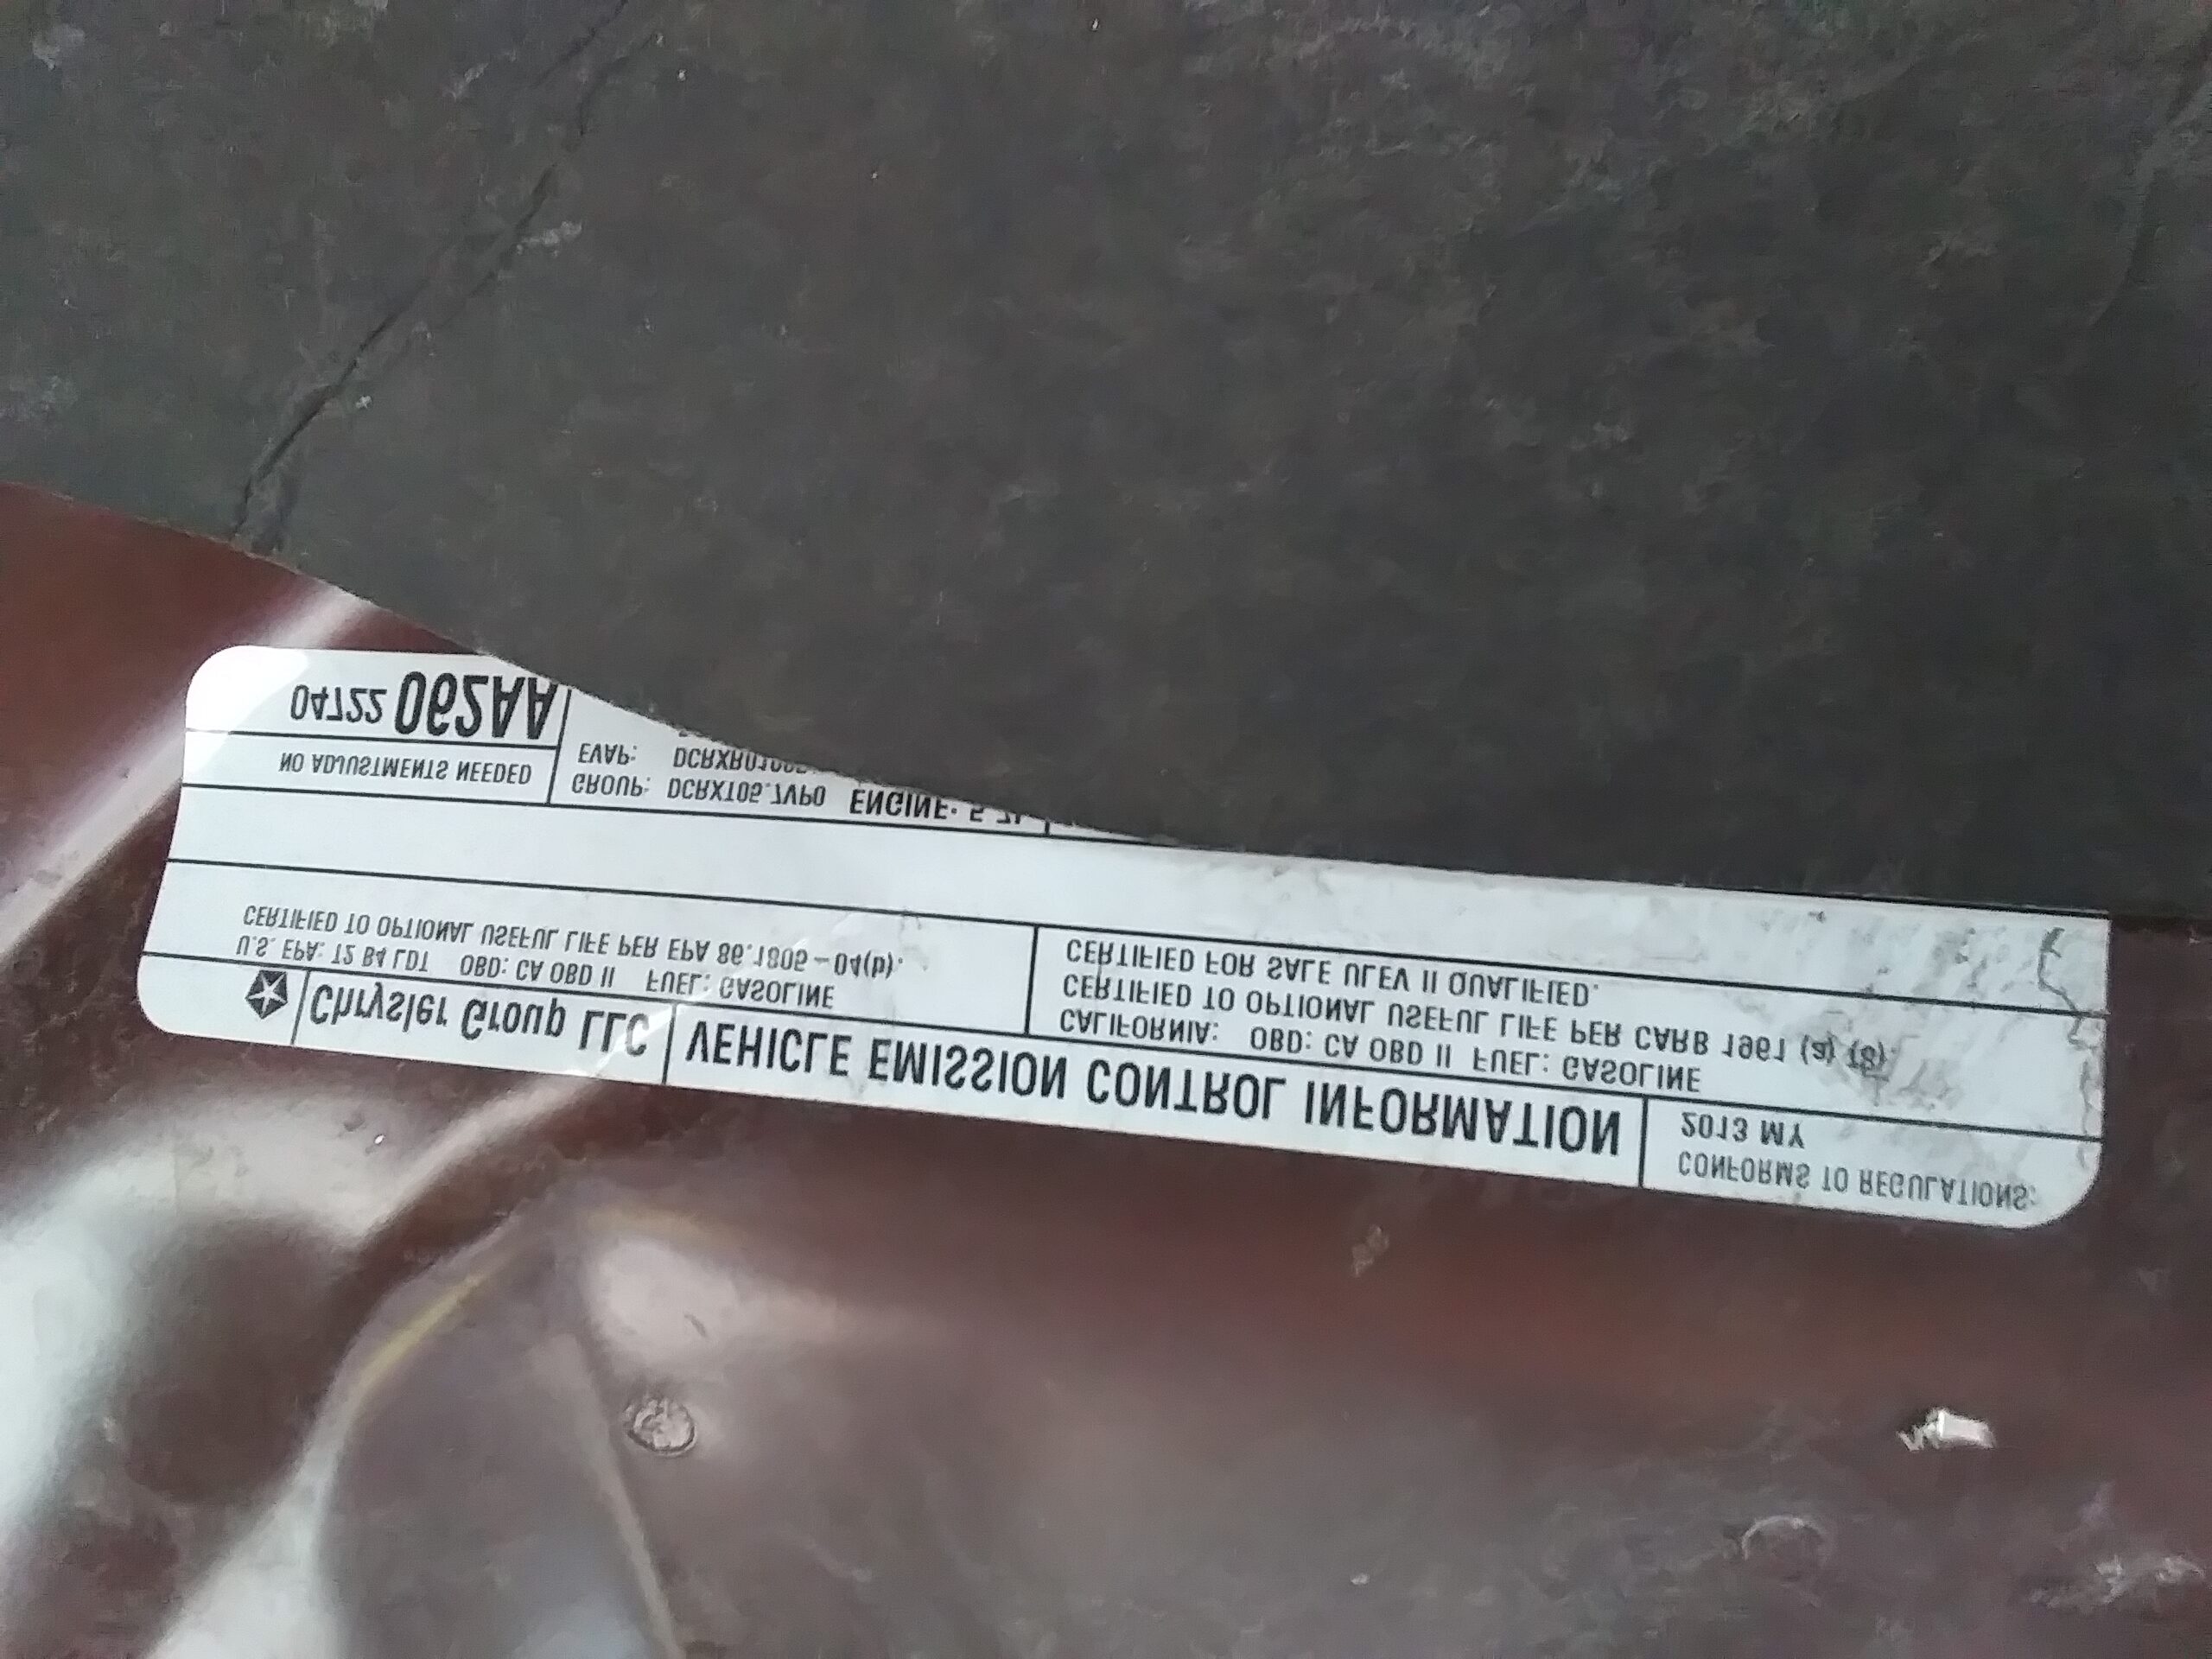 Chrysler Group LLC
VEHICLE EMISSION CONTROL INFORMATION
CONFORMS TO REGULATIONS:
2013 MY
U.S. EPA: T2 B4 LDT OBD: CA OBD II FUEL: GASOLINE
CERTIFIED TO OPTIONAL USEFUL LIFE PER EPA 86.1805-04(b).
CALIFORNIA: OBD: CA OBD II FUEL: GASOLINE
CERTIFIED TO OPTIONAL USEFUL LIFE PER CARB 1961 (a) (8).
CERTIFIED FOR SALE ULEV II QUALIFIED.
NO ADJUSTMENTS NEEDED
04722 062AA
GROUP: DCRXT05.7VP0 ENGINE:
EVAP: